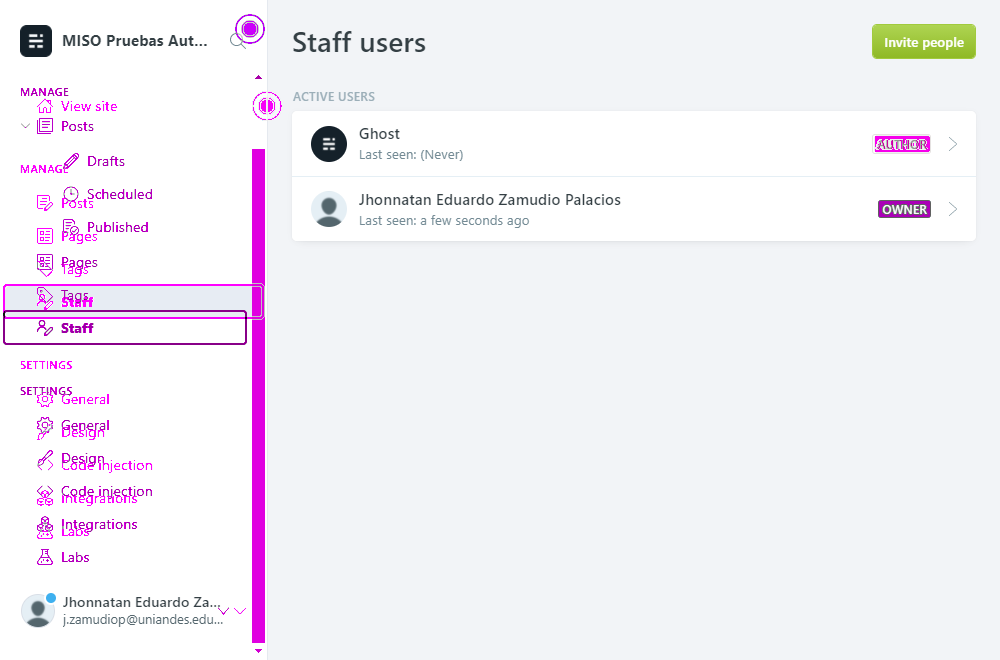 MISO Pruebas Aut...
MANAGE
View site
Posts
Drafts
MANAGE
Scheduled
Posts
Published
Pages
Pages
Tags
Tags
Staff
Staff
SETTINGS
SETTINGS
General
General
Design
Design
Code injection
Code injection
Integrations
Integrations
Labs
Labs
Jhonnatan Eduardo Za...
j.zamudiop@uniandes.edu...
Staff users
Invite people
ACTIVE USERS
Ghost
Last seen: (Never)
AUTHOR
Jhonnatan Eduardo Zamudio Palacios
Last seen: a few seconds ago
OWNER